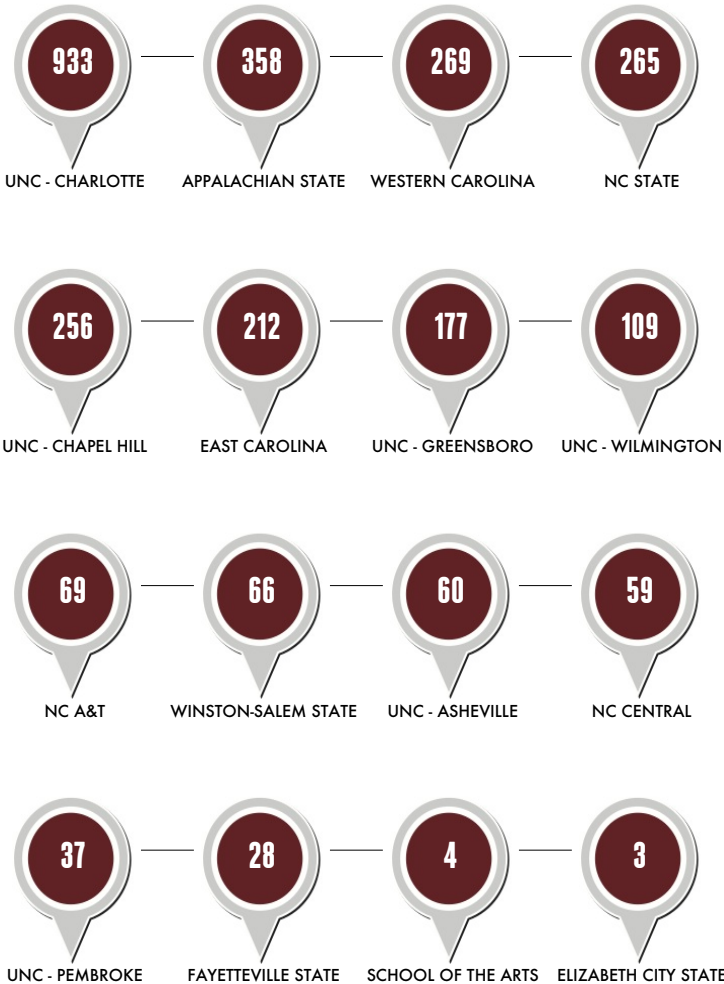 933 358 269 265
UNC - CHARLOTTE APPALACHIAN STATE WESTERN CAROLINA NC STATE
256 212 177 109
UNC - CHAPEL HILL EAST CAROLINA UNC - GREENSBORO UNC - WILMINGTON
69 66 60 59
NC A&T WINSTON-SALEM STATE UNC - ASHEVILLE NC CENTRAL
37 28 4 3
UNC - PEMBROKE FAYETTEVILLE STATE SCHOOL OF THE ARTS ELIZABETH CITY STATE